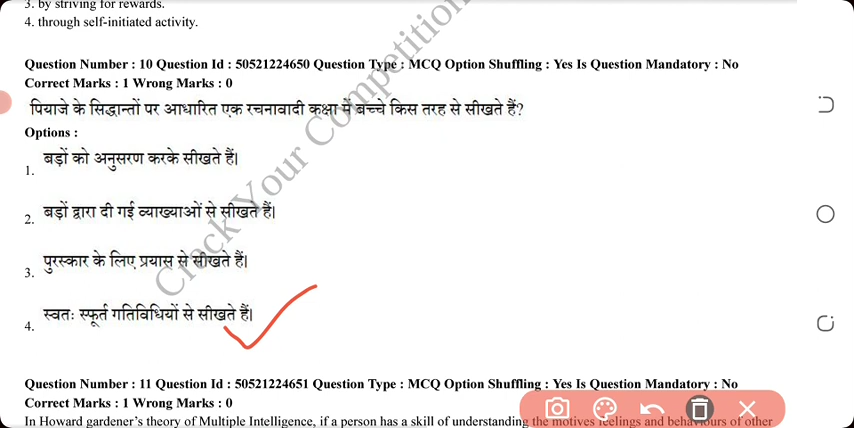 3. by striving for rewards.
4. through self-initiated activity.
Question Number : 10 Question Id : 50521224650 Question Type : MCQ Option Shuffling : Yes Is Question Mandatory : No
Correct Marks : 1 Wrong Marks : 0
पियाजे के सिद्धान्तों पर आधारित एक रचनावादी कक्षा में बच्चे किस तरह से सीखते हैं?
Options :
1. बड़ों को अनुसरण करके सीखते हैं।
2. बड़ों द्वारा दी गई व्याख्याओं से सीखते हैं।
3. पुरस्कार के लिए प्रयास से सीखते हैं।
4. स्वतः स्फूर्त गतिविधियों से सीखते हैं।
Crack Your Competition
Question Number : 11 Question Id : 50521224651 Question Type : MCQ Option Shuffling : Yes Is Question Mandatory : No
Correct Marks : 1 Wrong Marks : 0
In Howard gardener's theory of Multiple Intelligence, if a person has a skill of understanding the motives feelings and behaviours of other